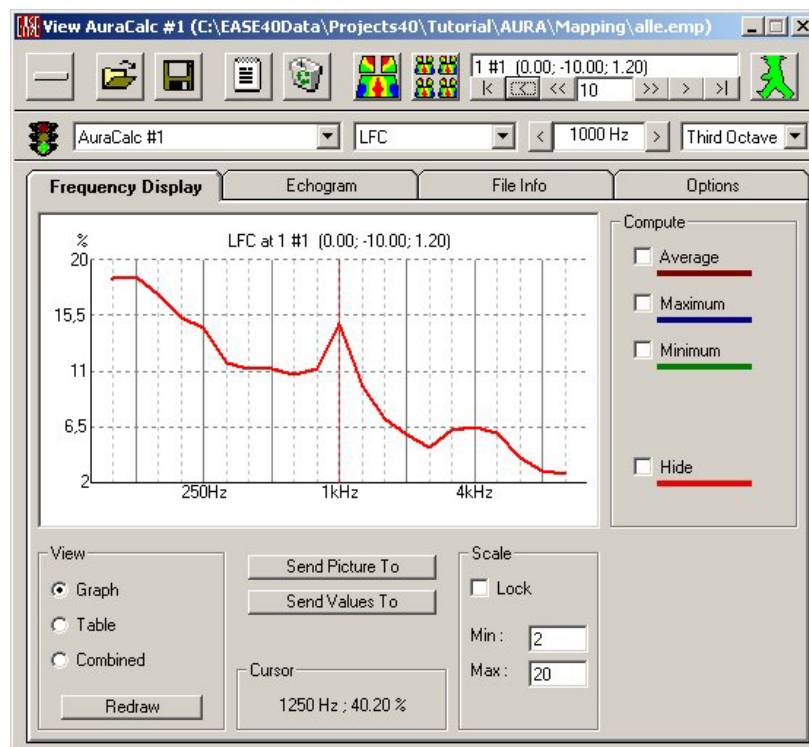 View AuraCalc #1 (C:\EASE40Data\Projects40\Tutorial\AURA\Mapping\alle.emp)
1 #1 (0.00; -10.00; 1.20)
10
AuraCalc #1
LFC
1000 Hz
Third Octave
Frequency Display
Echogram
File Info
Options
%
LFC at 1 #1 (0.00; -10.00; 1.20)
20
15,5
11
6,5
2
250Hz
1kHz
4kHz
Compute
Average
Maximum
Minimum
Hide
View
Graph
Table
Combined
Redraw
Send Picture To
Send Values To
Cursor
1250 Hz ; 40.20 %
Scale
Lock
Min :
2
Max :
20